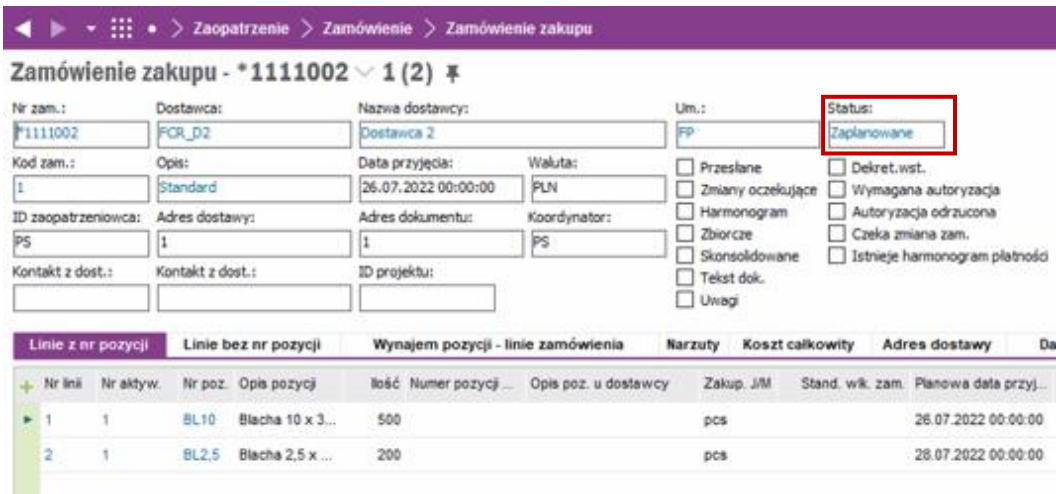 Zaopatrzenie > Zamówienie > Zamówienie zakupu
Zamówienie zakupu - *1111002 1 (2)
Nr zam.: Dostawca: Nazwa dostawcy: Um.: Status:
*1111002 FCR_D2 Dostawca 2 FP Zaplanowane
Kod zam.: Opis: Data przyjęcia: Waluta:
1 Standard 26.07.2022 00:00:00 PLN
ID zaopatrzeniowca: Adres dostawy: Adres dokumentu: Koordynator:
PS 1 1 PS
Kontakt z dost.: Kontakt z dost.: ID projektu:
Przesłane Dekret.wst.
Zmiany oczekujące Wymagana autoryzacja
Harmonogram Autoryzacja odrzucona
Zbiorcze Czeka zmiana zam.
Skonsolidowane Istnieje harmonogram płatności
Tekst dok.
Uwagi
Linie z nr pozycji Linie bez nr pozycji Wynajem pozycji - linie zamówienia Narzuty Koszt całkowity Adres dostawy Da
Nr linii Nr aktyw. Nr poz. Opis pozycji Ilość Numer pozycji ... Opis poz. u dostawcy Zakup. J/M Stand. wlk. zam. Planowa data przyj...
1 1 BL10 Blacha 10 x 3... 500 pcs 26.07.2022 00:00:00
2 1 BL2,5 Blacha 2,5 x ... 200 pcs 28.07.2022 00:00:00